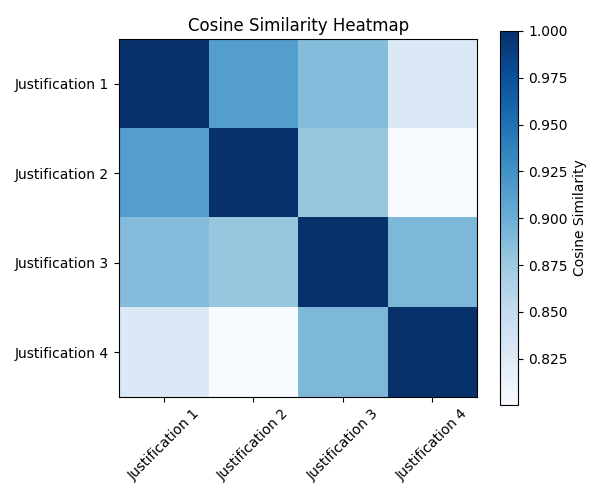 Cosine Similarity Heatmap
Justification 1
Justification 2
Justification 3
Justification 4
Justification 1
Justification 2
Justification 3
Justification 4
1.000
0.975
0.950
0.925
0.900
0.875
0.850
0.825
Cosine Similarity